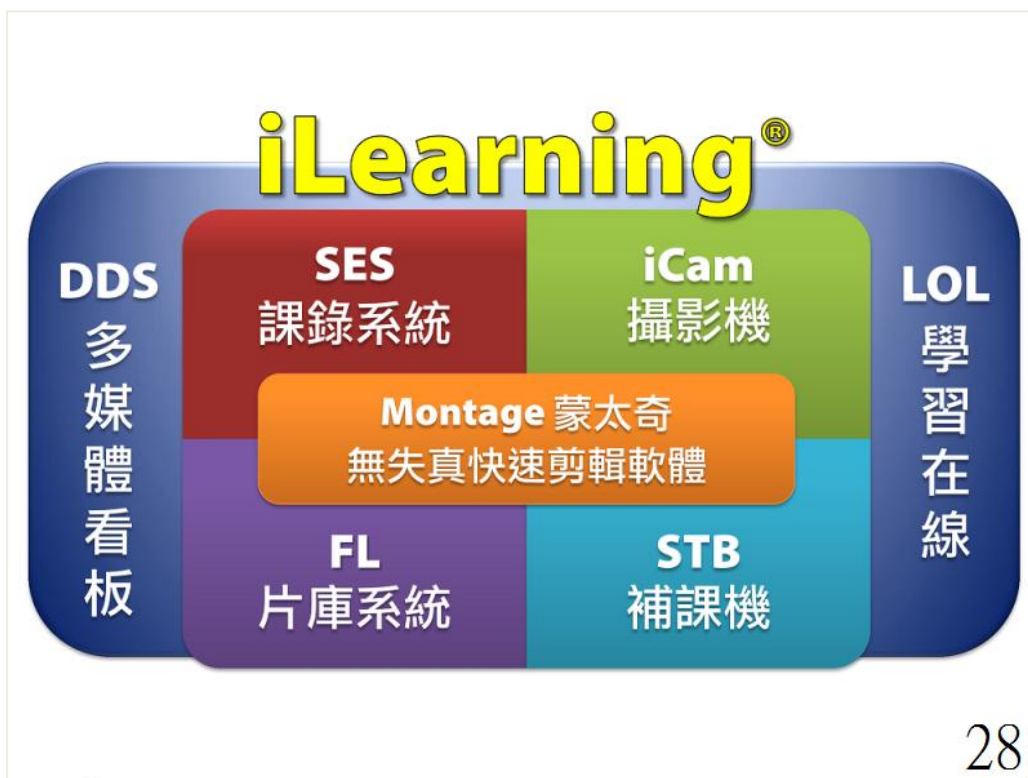 iLearning®
DDS
多
媒
體
看
板
SES
課錄系統
iCam
攝影機
Montage 蒙太奇
無失真快速剪輯軟體
FL
片庫系統
STB
補課機
LOL
學
習
在
線
28